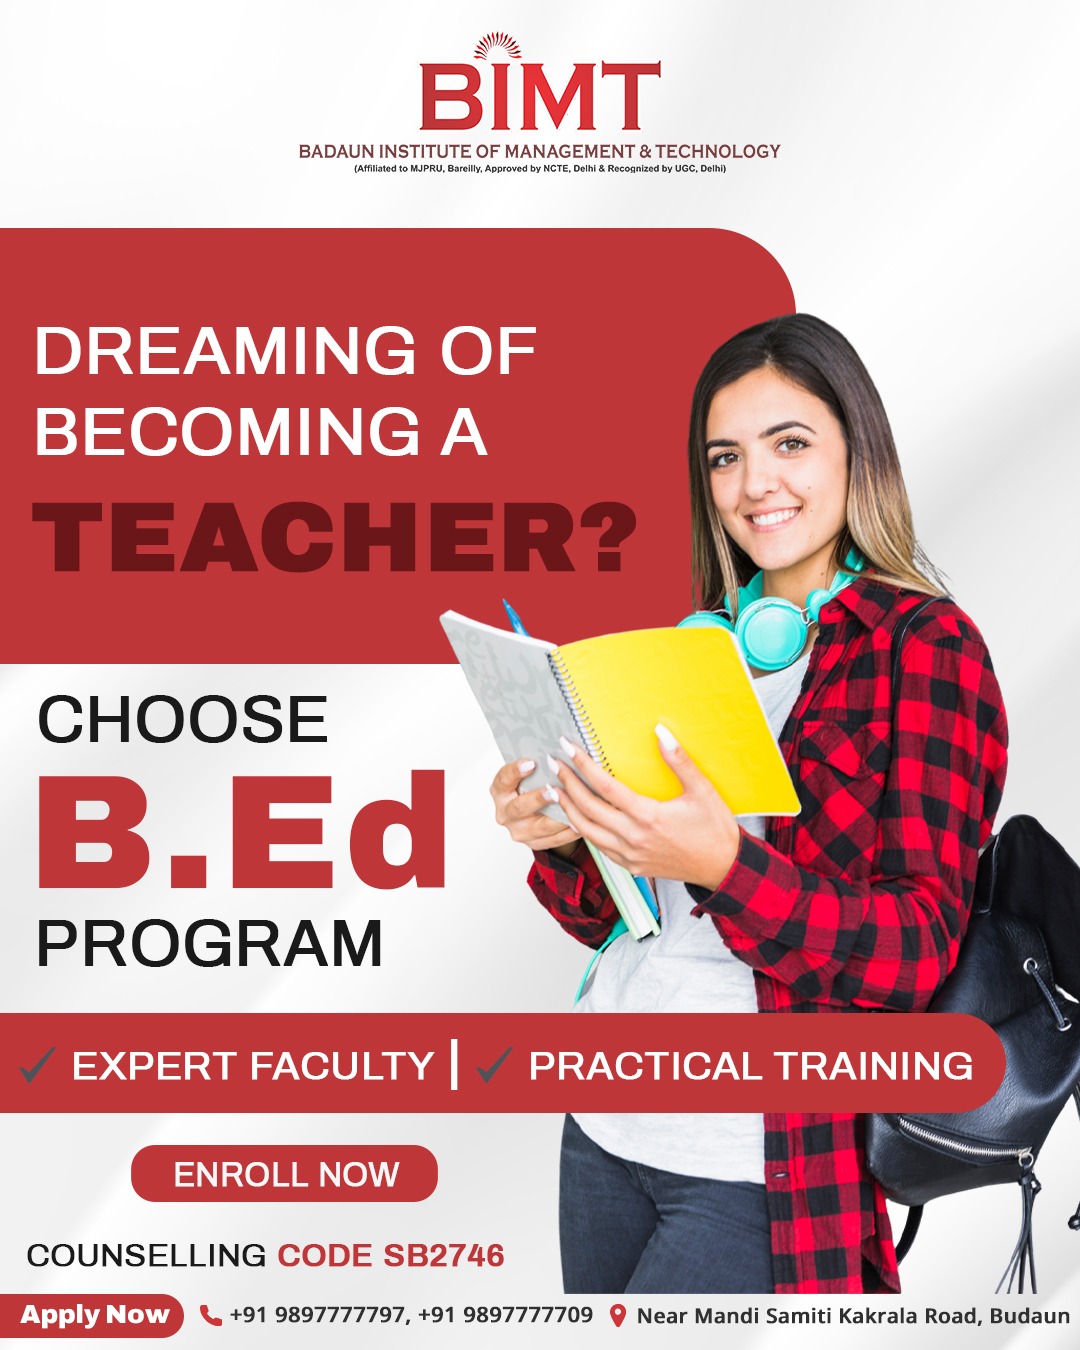 BIMT
BADAUN INSTITUTE OF MANAGEMENT & TECHNOLOGY
(Affiliated to MJPRU, Bareilly, Approved by NCTE, Delhi & Recognized by UGC, Delhi)
DREAMING OF
BECOMING A
TEACHER?
CHOOSE
B.Ed
PROGRAM
EXPERT FACULTY | PRACTICAL TRAINING
ENROLL NOW
COUNSELLING CODE SB2746
Apply Now +91 9897777797, +91 9897777709 Near Mandi Samiti Kakrala Road, Budaun